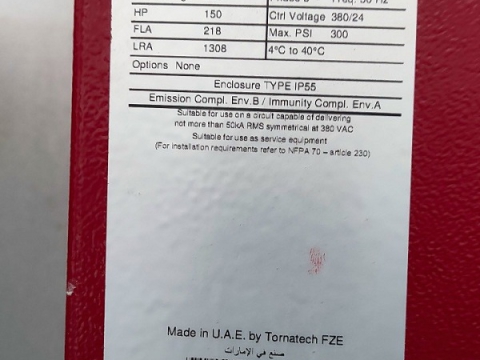 Freq. 50 Hz
HP 150 Ctrl Voltage 380/24
FLA 218 Max. PSI 300
LRA 1308 4°C to 40°C
Options None
Enclosure TYPE IP55
Emission Compl. Env.B / Immunity Compl. Env.A
Suitable for use on a circuit capable of delivering
not more than 50kA RMS symmetrical at 380 VAC
Suitable for use as service equipment
(For installation requirements refer to NFPA 70 – article 230)
Made in U.A.E. by Tornatech FZE
صنع في الإمارات